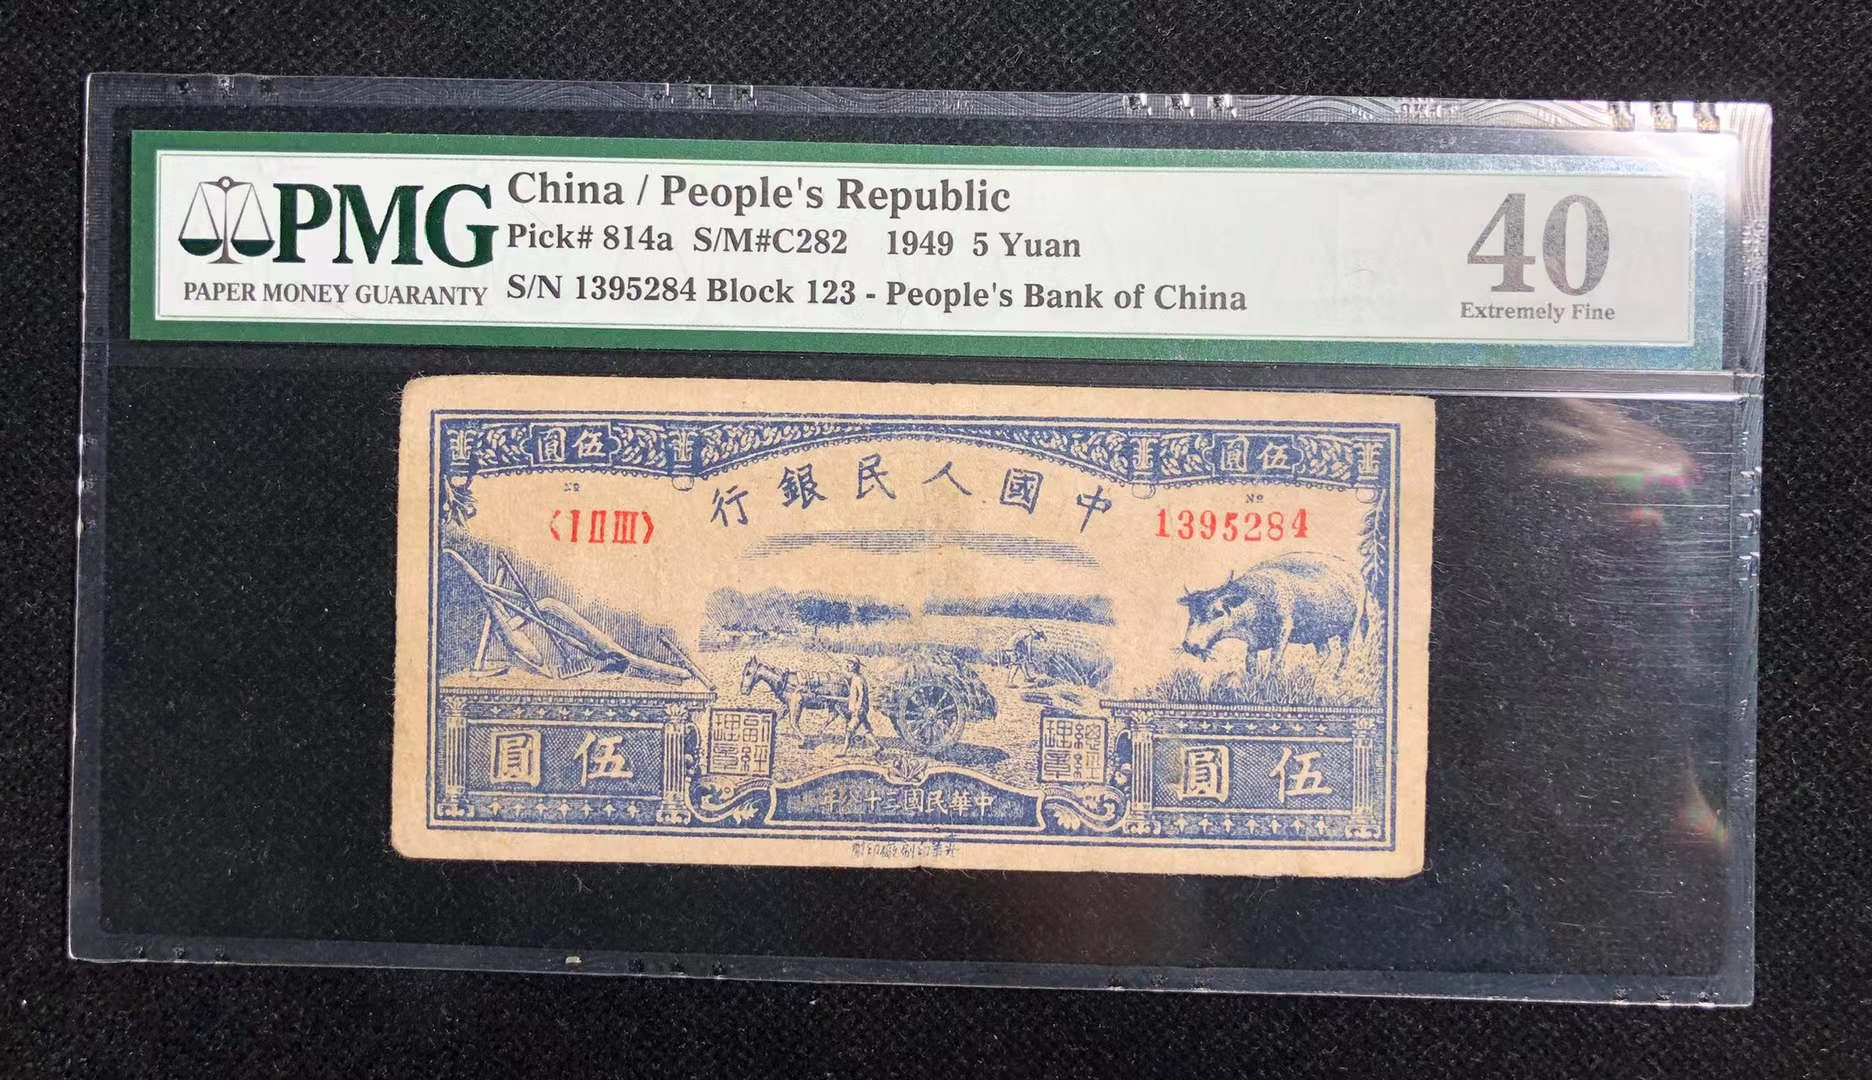 PMG
PAPER MONEY GUARANTY
China / People's Republic
Pick# 814a S/M#C282 1949 5 Yuan
S/N 1395284 Block 123 - People's Bank of China
40
Extremely Fine
圓伍
圓伍
行銀民人國中
№
№
〈I II III〉
1395284
圓伍
圓伍
年八十三國民華中